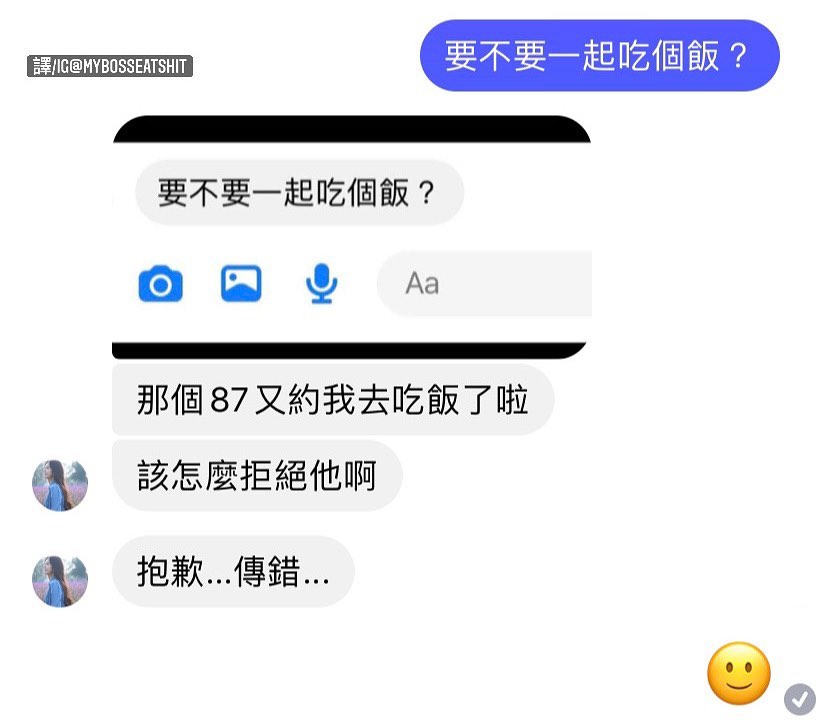 要不要一起吃個飯？
譯/IG@MYBOSSEATSHIT
要不要一起吃個飯？
Aa
那個87又約我去吃飯了啦
該怎麼拒絕他啊
抱歉...傳錯...